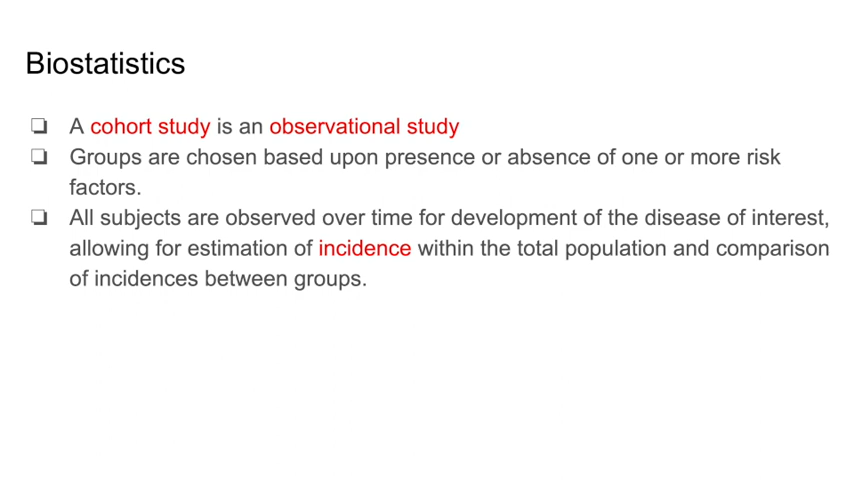 Biostatistics
❏ A cohort study is an observational study
❏ Groups are chosen based upon presence or absence of one or more risk
factors.
❏ All subjects are observed over time for development of the disease of interest,
allowing for estimation of incidence within the total population and comparison
of incidences between groups.